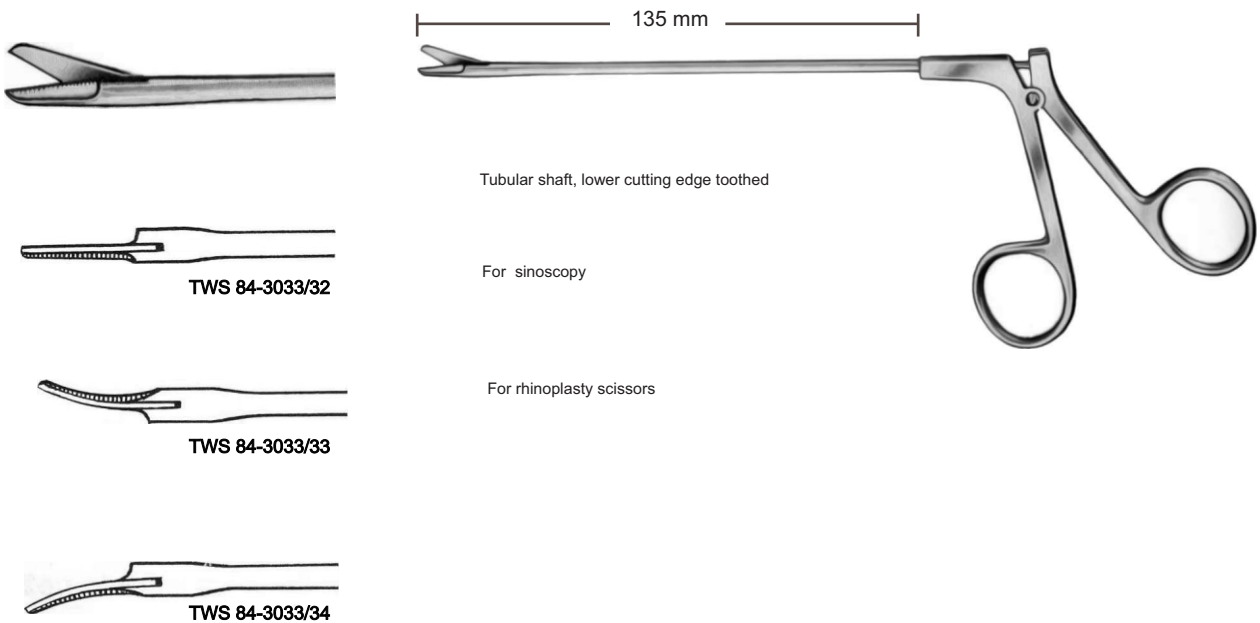 135 mm
Tubular shaft, lower cutting edge toothed
For sinoscopy
TWS 84-3033/32
For rhinoplasty scissors
TWS 84-3033/33
TWS 84-3033/34